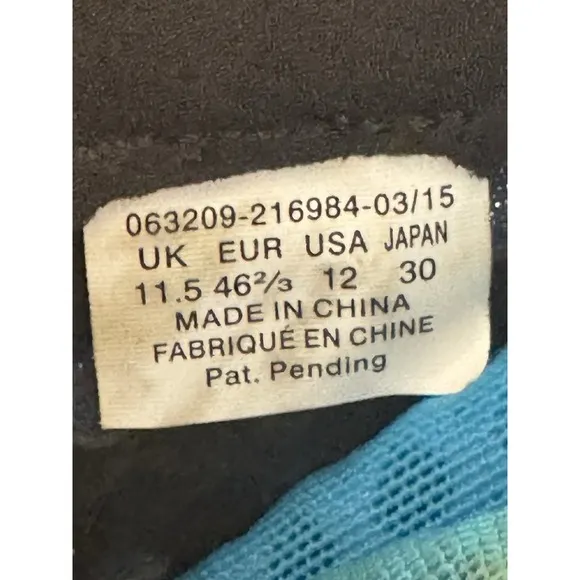 063209-216984-03/15
UK EUR USA JAPAN
11.5 46²/₃ 12 30
MADE IN CHINA
FABRIQUÉ EN CHINE
Pat. Pending